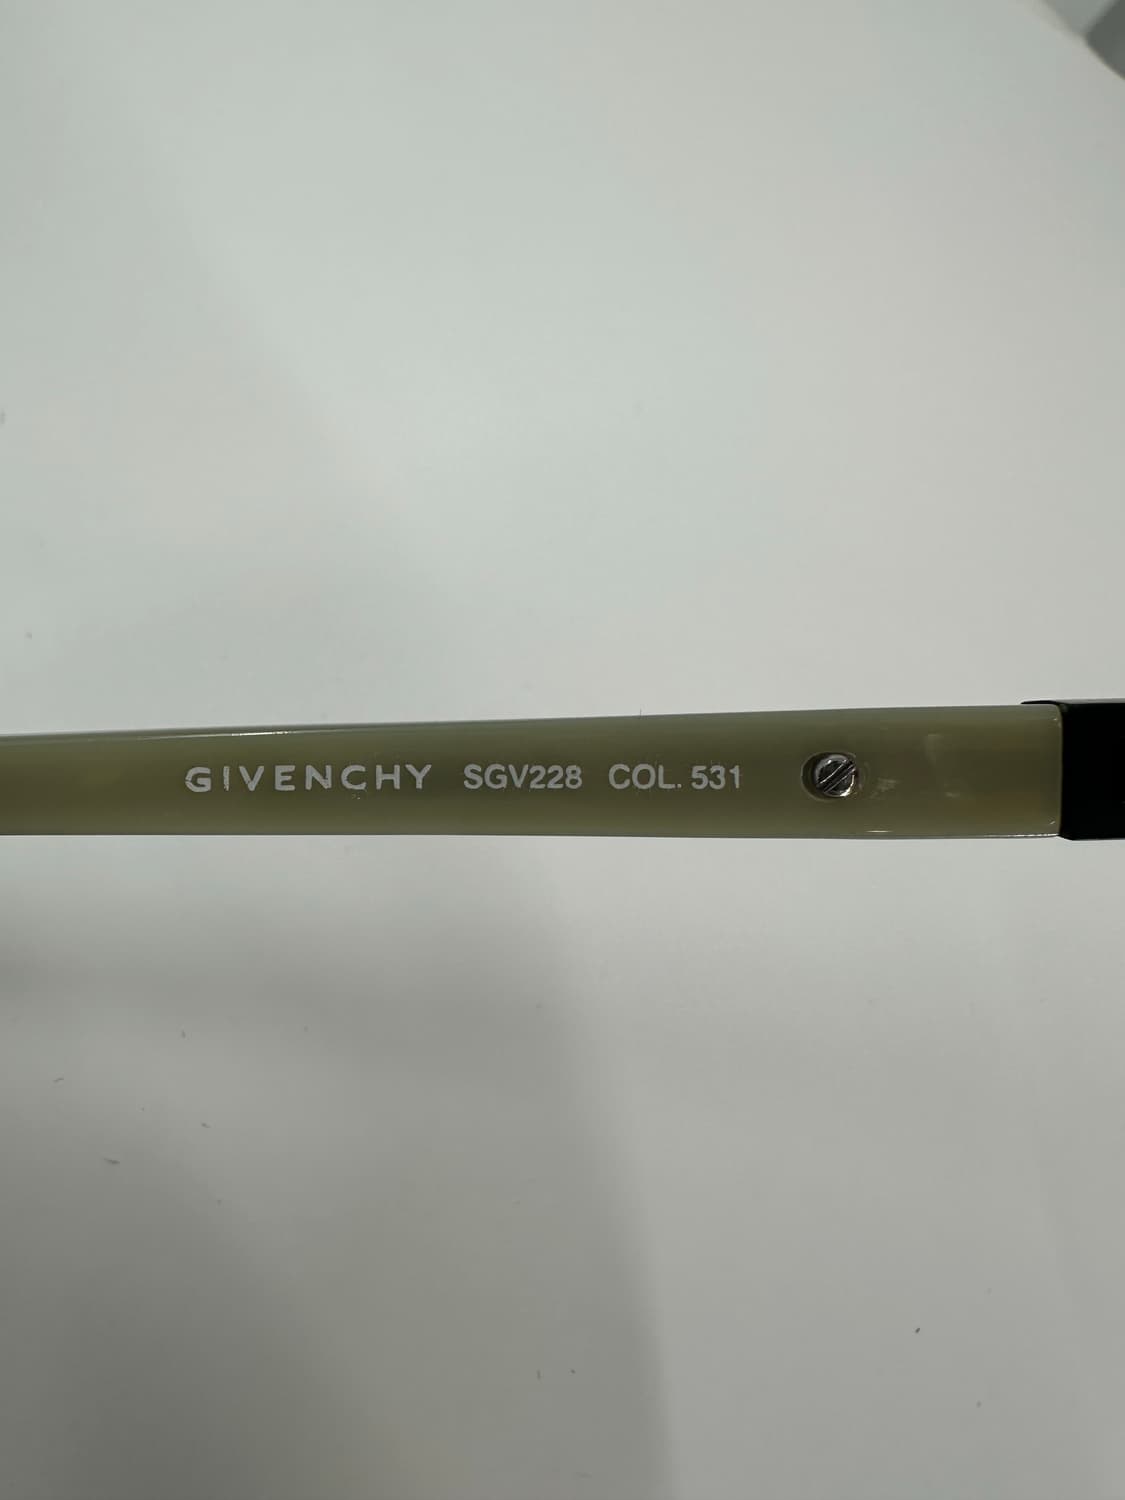 GIVENCHY SGV228 COL. 531